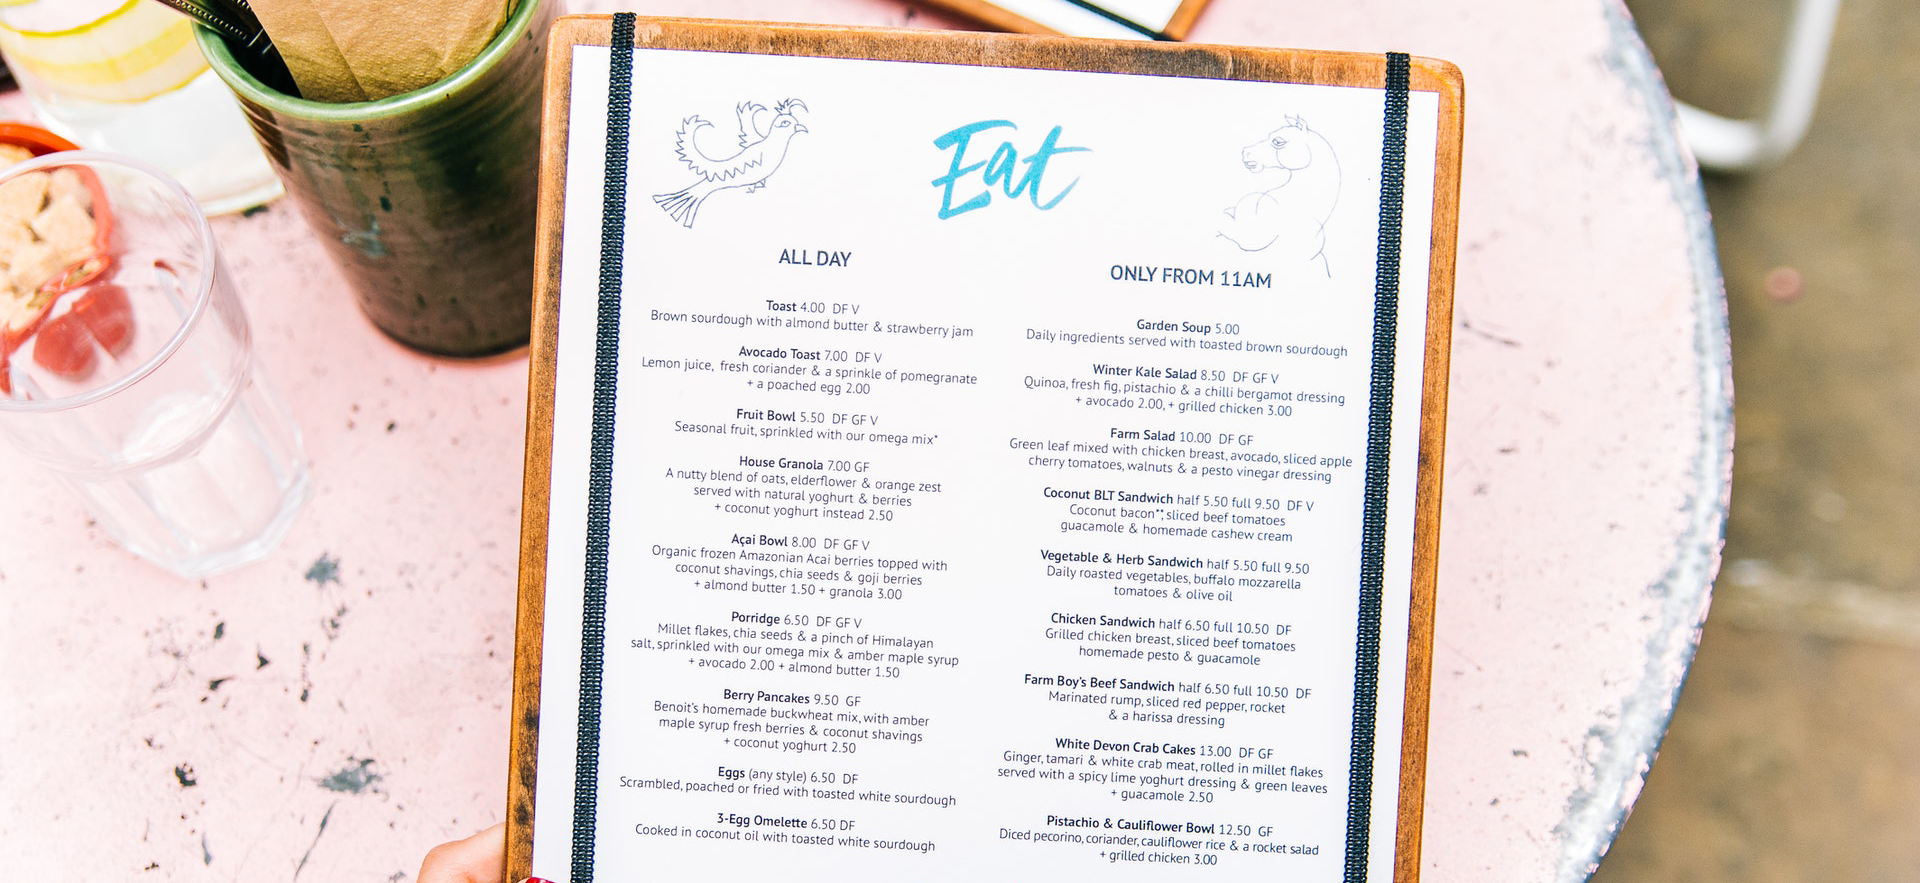 Eat
ALL DAY
Toast 4.00 DF V
Brown sourdough with almond butter & strawberry jam
Avocado Toast 7.00 DF V
Lemon juice, fresh coriander & a sprinkle of pomegranate
+ a poached egg 2.00
Fruit Bowl 5.50 DF GF V
Seasonal fruit, sprinkled with our omega mix*
House Granola 7.00 GF
A nutty blend of oats, elderflower & orange zest
served with natural yoghurt & berries
+ coconut yoghurt instead 2.50
Açai Bowl 8.00 DF GF V
Organic frozen Amazonian Acai berries topped with
coconut shavings, chia seeds & goji berries
+ almond butter 1.50 + granola 3.00
Porridge 6.50 DF GF V
Millet flakes, chia seeds & a pinch of Himalayan
salt, sprinkled with our omega mix & amber maple syrup
+ avocado 2.00 + almond butter 1.50
Berry Pancakes 9.50 GF
Benoit's homemade buckwheat mix, with amber
maple syrup fresh berries & coconut shavings
+ coconut yoghurt 2.50
Eggs (any style) 6.50 DF
Scrambled, poached or fried with toasted white sourdough
3-Egg Omelette 6.50 DF
Cooked in coconut oil with toasted white sourdough
ONLY FROM 11AM
Garden Soup 5.00
Daily ingredients served with toasted brown sourdough
Winter Kale Salad 8.50 DF GF V
Quinoa, fresh fig, pistachio & a chilli bergamot dressing
+ avocado 2.00, + grilled chicken 3.00
Farm Salad 10.00 DF GF
Green leaf mixed with chicken breast, avocado, sliced apple
cherry tomatoes, walnuts & a pesto vinegar dressing
Coconut BLT Sandwich half 5.50 full 9.50 DF V
Coconut bacon**, sliced beef tomatoes
guacamole & homemade cashew cream
Vegetable & Herb Sandwich half 5.50 full 9.50
Daily roasted vegetables, buffalo mozzarella
tomatoes & olive oil
Chicken Sandwich half 6.50 full 10.50 DF
Grilled chicken breast, sliced beef tomatoes
homemade pesto & guacamole
Farm Boy's Beef Sandwich half 6.50 full 10.50 DF
Marinated rump, sliced red pepper, rocket
& a harissa dressing
White Devon Crab Cakes 13.00 DF GF
Ginger, tamari & white crab meat, rolled in millet flakes
served with a spicy lime yoghurt dressing & green leaves
+ guacamole 2.50
Pistachio & Cauliflower Bowl 12.50 GF
Diced pecorino, coriander, cauliflower rice & a rocket salad
+ grilled chicken 3.00